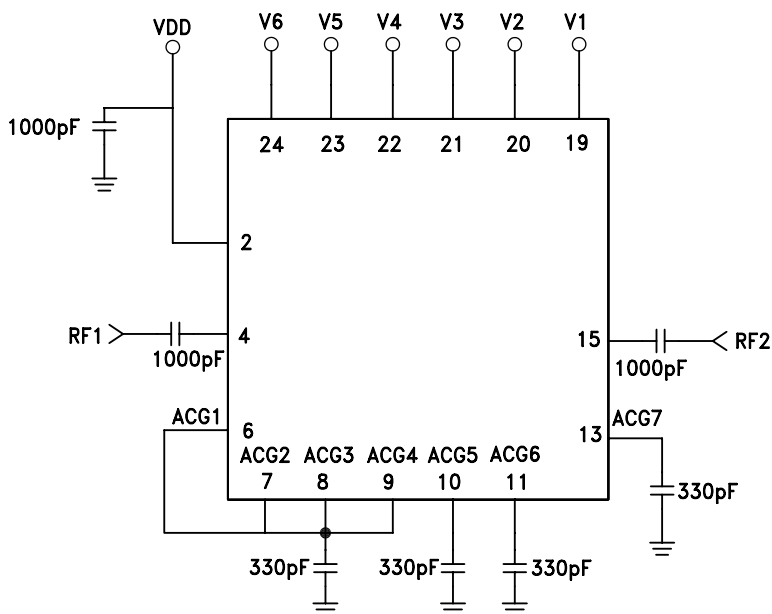 VDD V6 V5 V4 V3 V2 V1
1000pF
24 23 22 21 20 19
2
RF1 4
1000pF
15 RF2
1000pF
ACG1
6
ACG7
13
ACG2 ACG3 ACG4 ACG5 ACG6
7 8 9 10 11
330pF
330pF 330pF 330pF